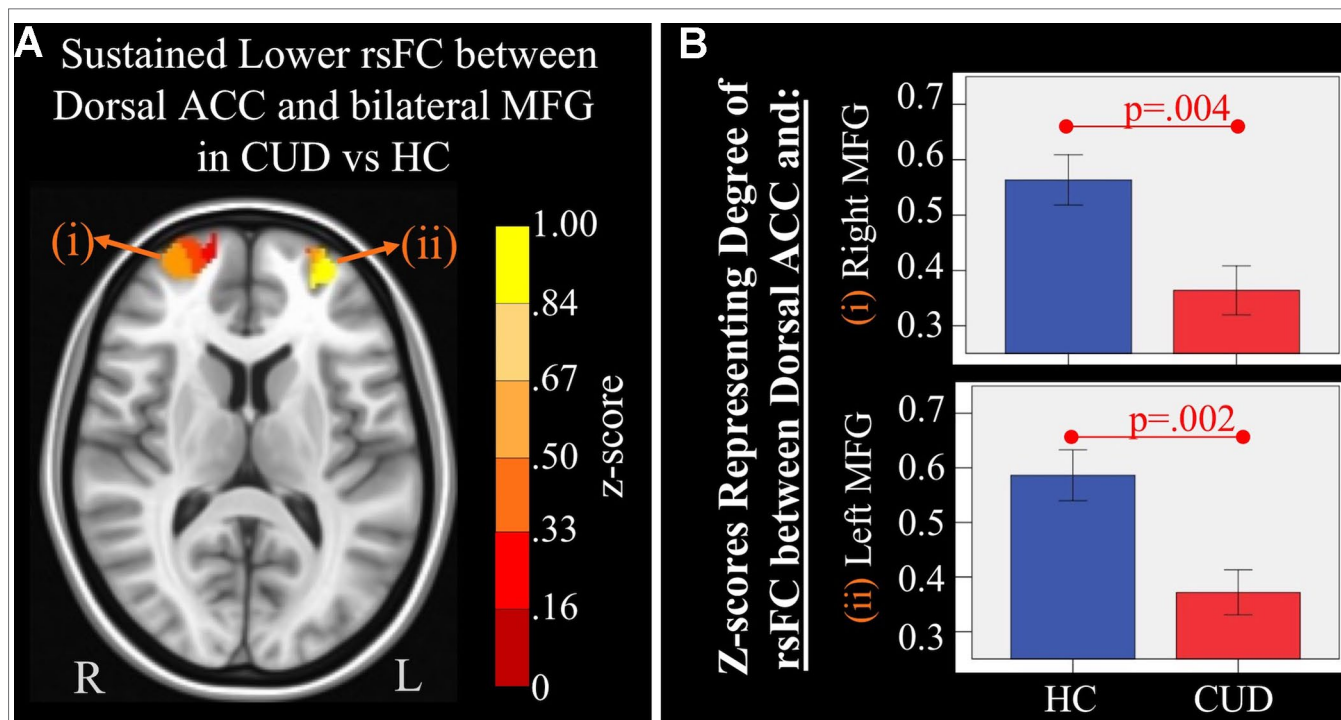 A
Sustained Lower rsFC between
Dorsal ACC and bilateral MFG
in CUD vs HC
(i)
(ii)
1.00
.84
.67
.50
.33
.16
0
z-score
R
L
B
Z-scores Representing Degree of
rsFC between Dorsal ACC and:
(i) Right MFG
0.7
0.6
0.5
0.4
0.3
p=.004
(ii) Left MFG
0.7
0.6
0.5
0.4
0.3
p=.002
HC
CUD